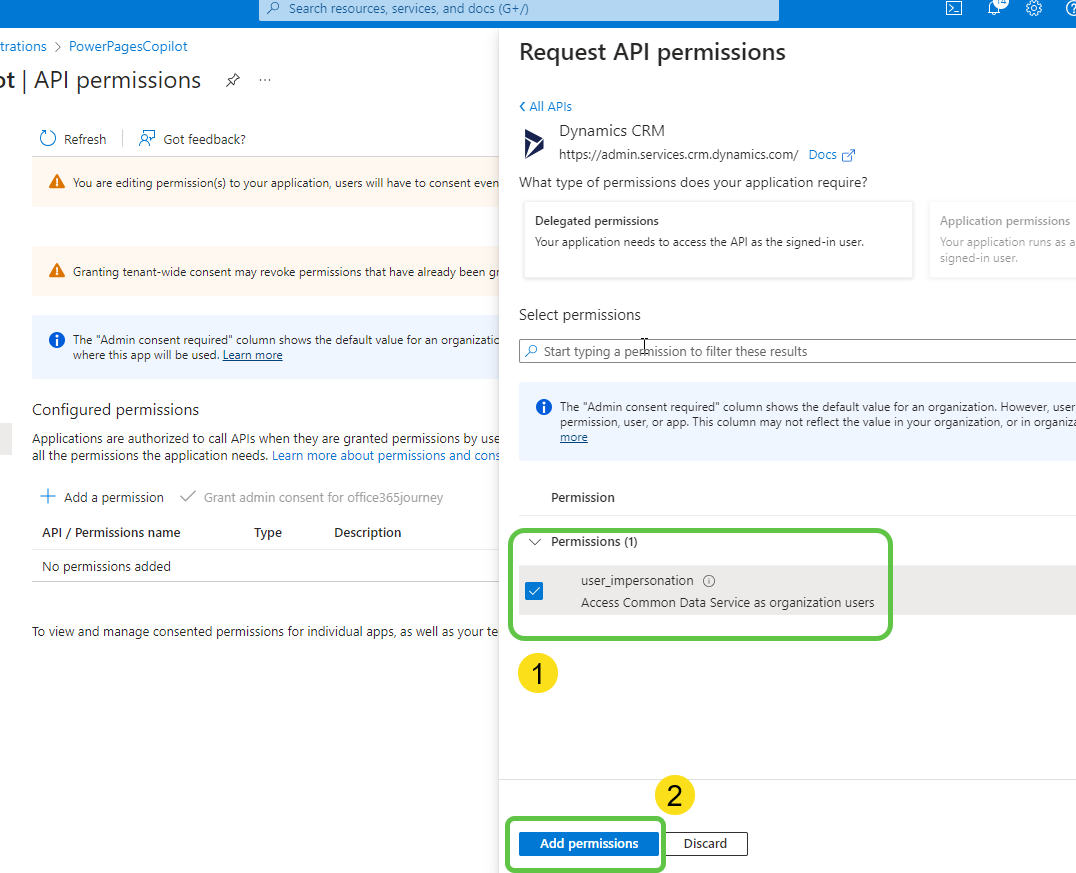 Search resources, services, and docs (G+/)
14
trations > PowerPagesCopilot
ot | API permissions
Refresh
Got feedback?
You are editing permission(s) to your application, users will have to consent even
Granting tenant-wide consent may revoke permissions that have already been gr
The "Admin consent required" column shows the default value for an organizatio
where this app will be used. Learn more
Configured permissions
Applications are authorized to call APIs when they are granted permissions by use
all the permissions the application needs. Learn more about permissions and cons
Add a permission
Grant admin consent for office365journey
API / Permissions name Type Description
No permissions added
To view and manage consented permissions for individual apps, as well as your te
Request API permissions
All APIs
Dynamics CRM
https://admin.services.crm.dynamics.com/ Docs
What type of permissions does your application require?
Delegated permissions
Your application needs to access the API as the signed-in user.
Application permissions
Your application runs as a
signed-in user.
Select permissions
Start typing a permission to filter these results
The "Admin consent required" column shows the default value for an organization. However, user
permission, user, or app. This column may not reflect the value in your organization, or in organiza
more
Permission
Permissions (1)
user_impersonation
Access Common Data Service as organization users
1
2
Add permissions
Discard